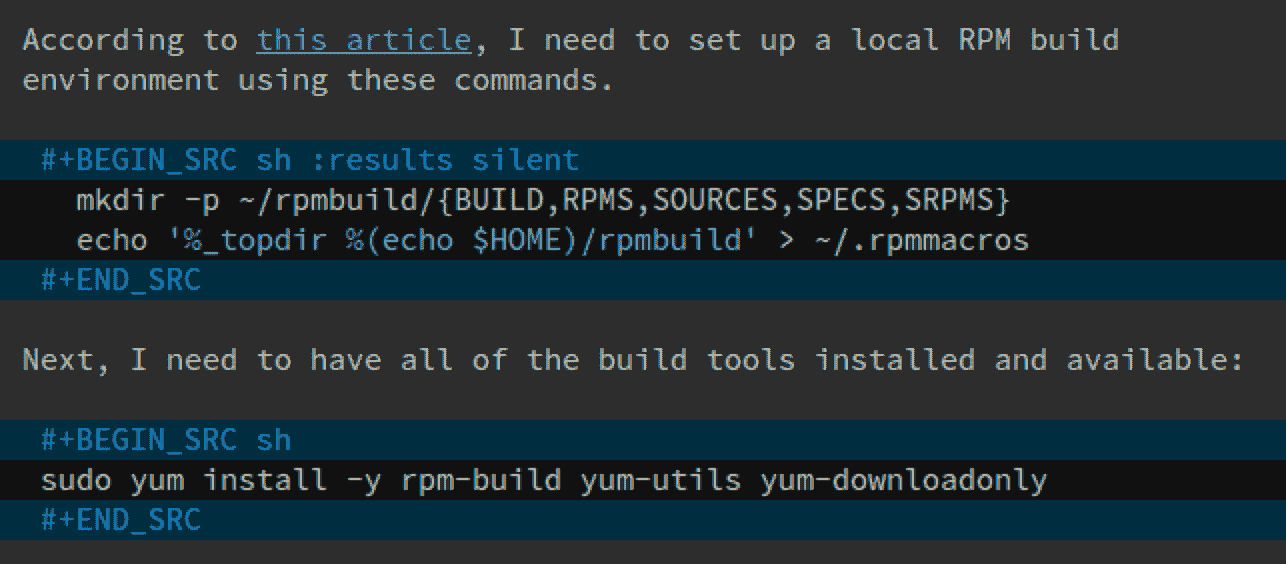 According to this article, I need to set up a local RPM build
environment using these commands.
#+BEGIN_SRC sh :results silent
mkdir -p ~/rpmbuild/{BUILD,RPMS,SOURCES,SPECS,SRPMS}
echo '%_topdir %(echo $HOME)/rpmbuild' > ~/.rpmmacros
#+END_SRC
Next, I need to have all of the build tools installed and available:
#+BEGIN_SRC sh
sudo yum install -y rpm-build yum-utils yum-downloadonly
#+END_SRC